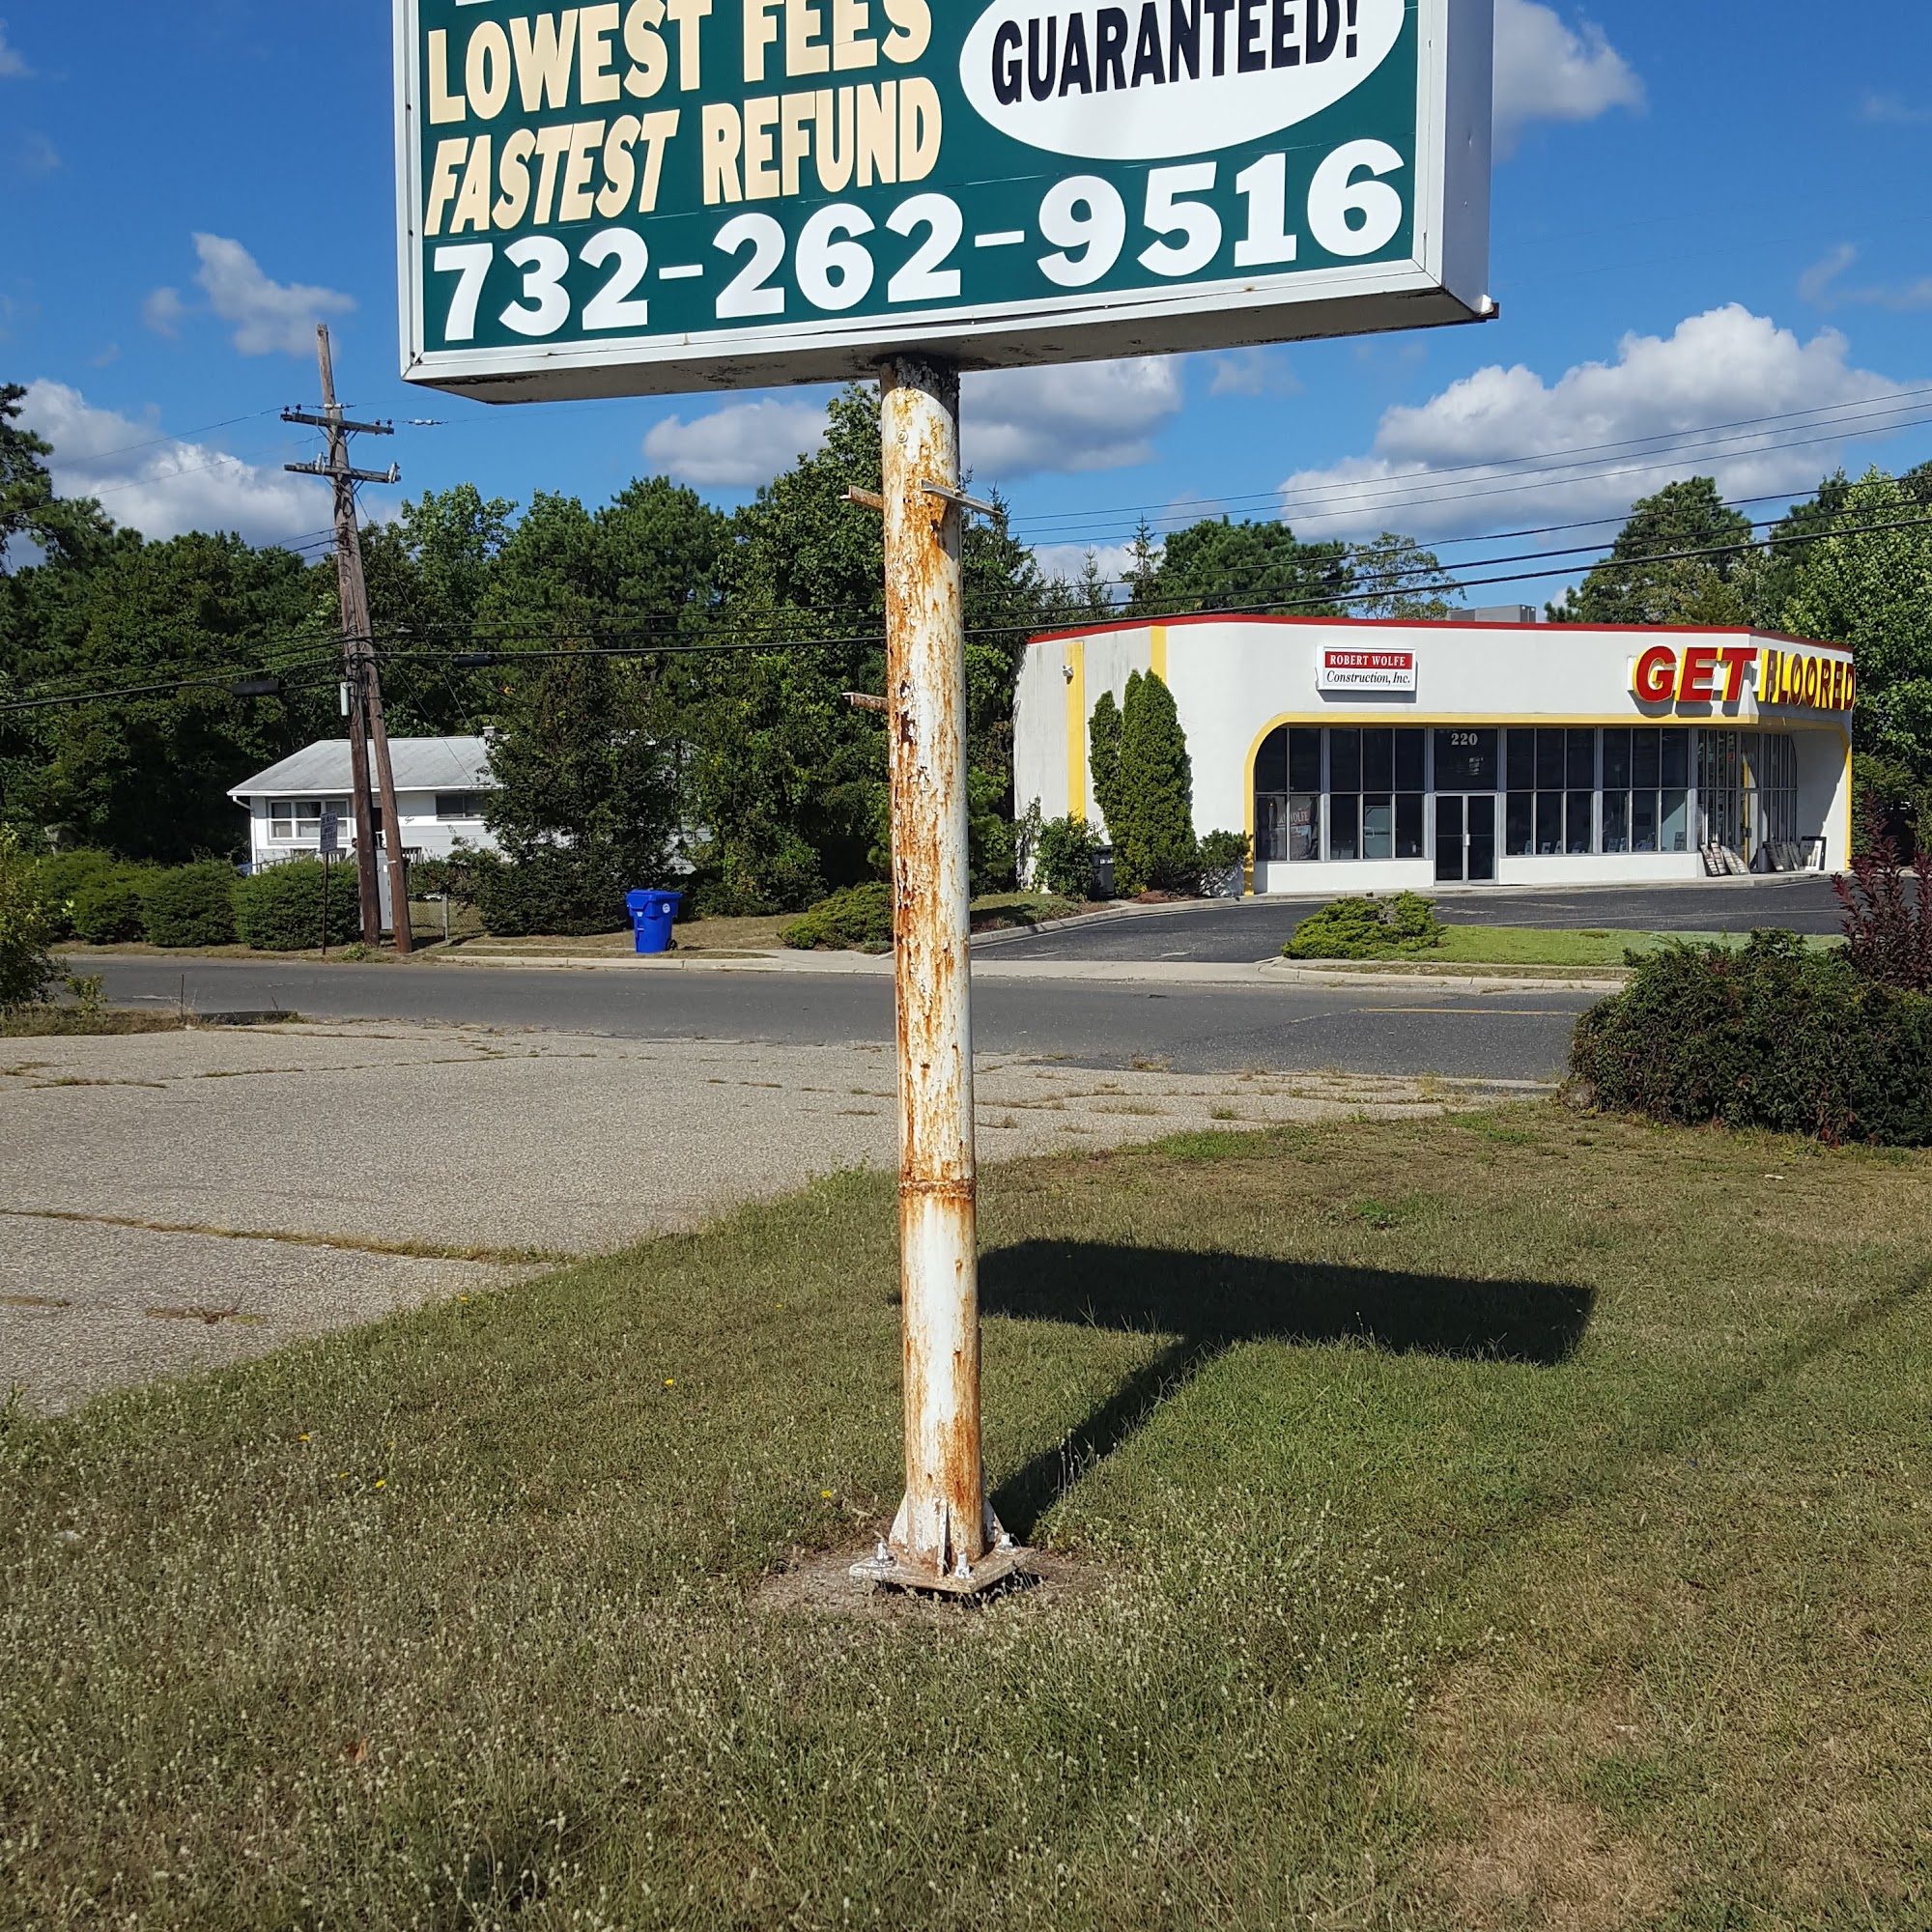 LOWEST FEES
FASTEST REFUND
GUARANTEED!
732-262-9516
ROBERT WOLFE
Construction, Inc.
GET FLOORED
220